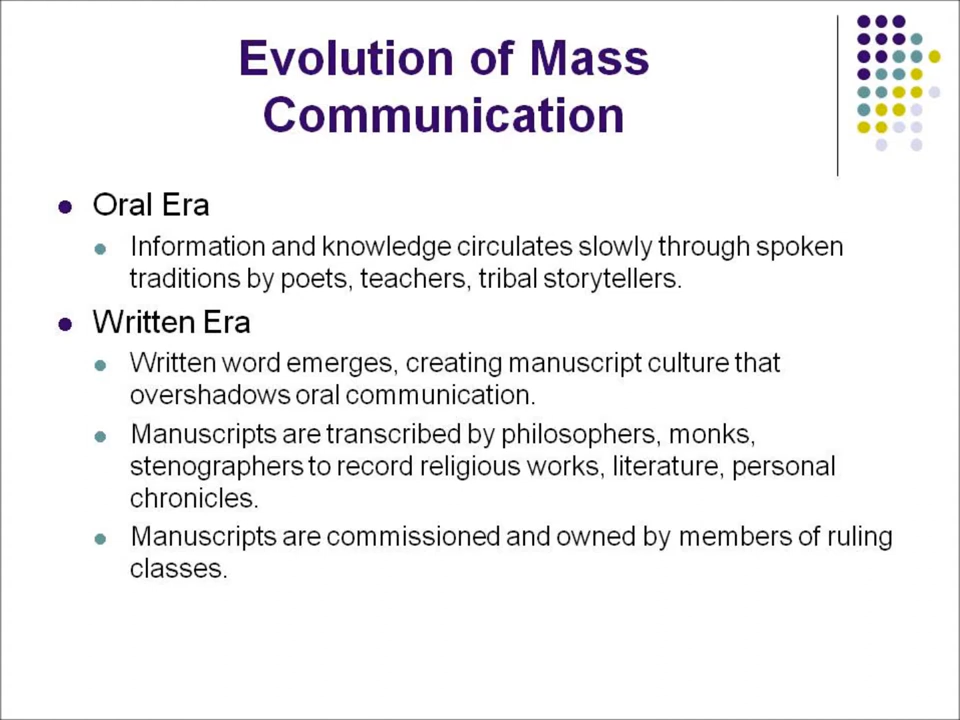 Evolution of Mass
Communication
Oral Era
Information and knowledge circulates slowly through spoken
traditions by poets, teachers, tribal storytellers.
Written Era
Written word emerges, creating manuscript culture that
overshadows oral communication.
Manuscripts are transcribed by philosophers, monks,
stenographers to record religious works, literature, personal
chronicles.
Manuscripts are commissioned and owned by members of ruling
classes.